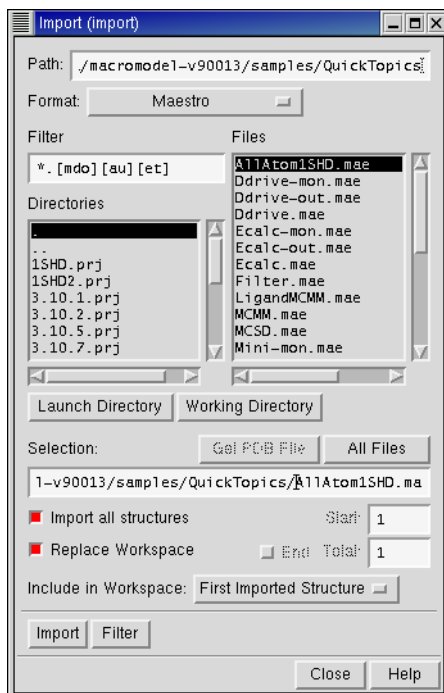 Import (import)
Path: ./macromodel-v90013/samples/QuickTopics
Format: Maestro
Filter
*.[mdo][au][et]
Directories
.
..
1SHD.prj
1SHD2.prj
3.10.1.prj
3.10.2.prj
3.10.5.prj
3.10.7.prj
Files
AllAtom1SHD.mae
Ddrive-mon.mae
Ddrive-out.mae
Ddrive.mae
Ecalc-mon.mae
Ecalc-out.mae
Ecalc.mae
Filter.mae
LigandMCMM.mae
MCMM.mae
MCSD.mae
Mini-mon.mae
Launch Directory Working Directory
Selection: Get PDB File All Files
l-v90013/samples/QuickTopics/AllAtom1SHD.ma
Import all structures Start: 1
Replace Workspace End Total: 1
Include in Workspace: First Imported Structure
Import Filter
Close Help